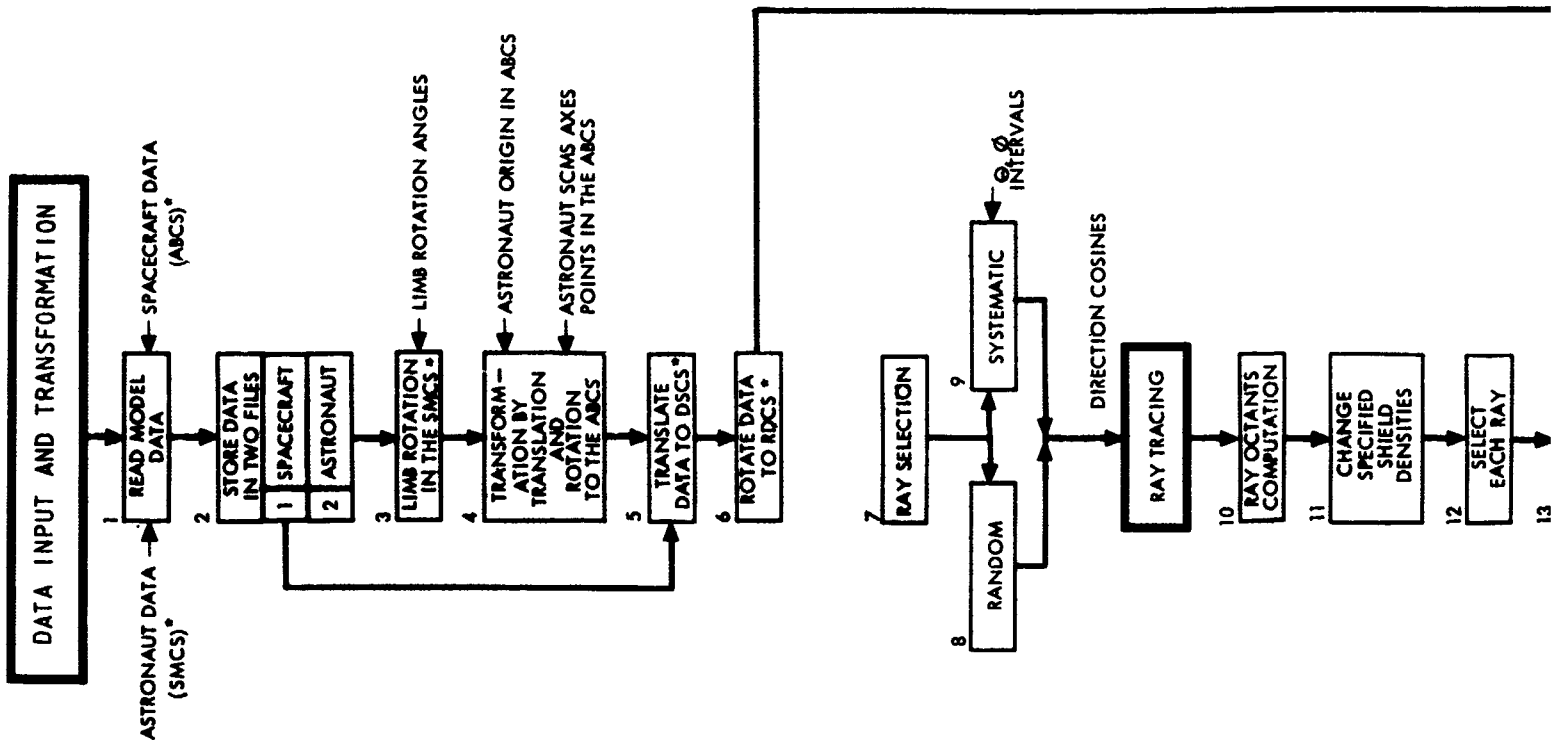 DATA INPUT AND TRANSFORMATION
ASTRONAUT DATA
(SMCS)*
1
READ MODEL
DATA
SPACECRAFT DATA
(ABCS)*
2
STORE DATA
IN TWO FILES
1 SPACECRAFT
2 ASTRONAUT
3
LIMB ROTATION
IN THE SMCS*
LIMB ROTATION ANGLES
4
TRANSFORM—
ATION BY
TRANSLATION
AND
ROTATION
TO THE ABCS
ASTRONAUT ORIGIN IN ABCS
ASTRONAUT SCMS AXES
POINTS IN THE ABCS
5
TRANSLATE
DATA TO DSCS*
6
ROTATE DATA
TO RDCS *
7
RAY SELECTION
8
RANDOM
9
SYSTEMATIC
Θ, Ø
INTERVALS
DIRECTION COSINES
RAY TRACING
10
RAY OCTANTS
COMPUTATION
11
CHANGE
SPECIFIED
SHIELD
DENSITIES
12
SELECT
EACH RAY
13